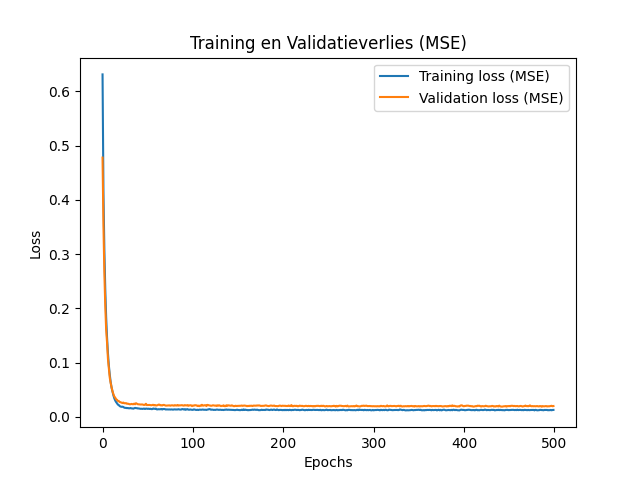 Training en Validatieverlies (MSE)
Training loss (MSE)
Validation loss (MSE)
Loss
0.6
0.5
0.4
0.3
0.2
0.1
0.0
0 100 200 300 400 500
Epochs